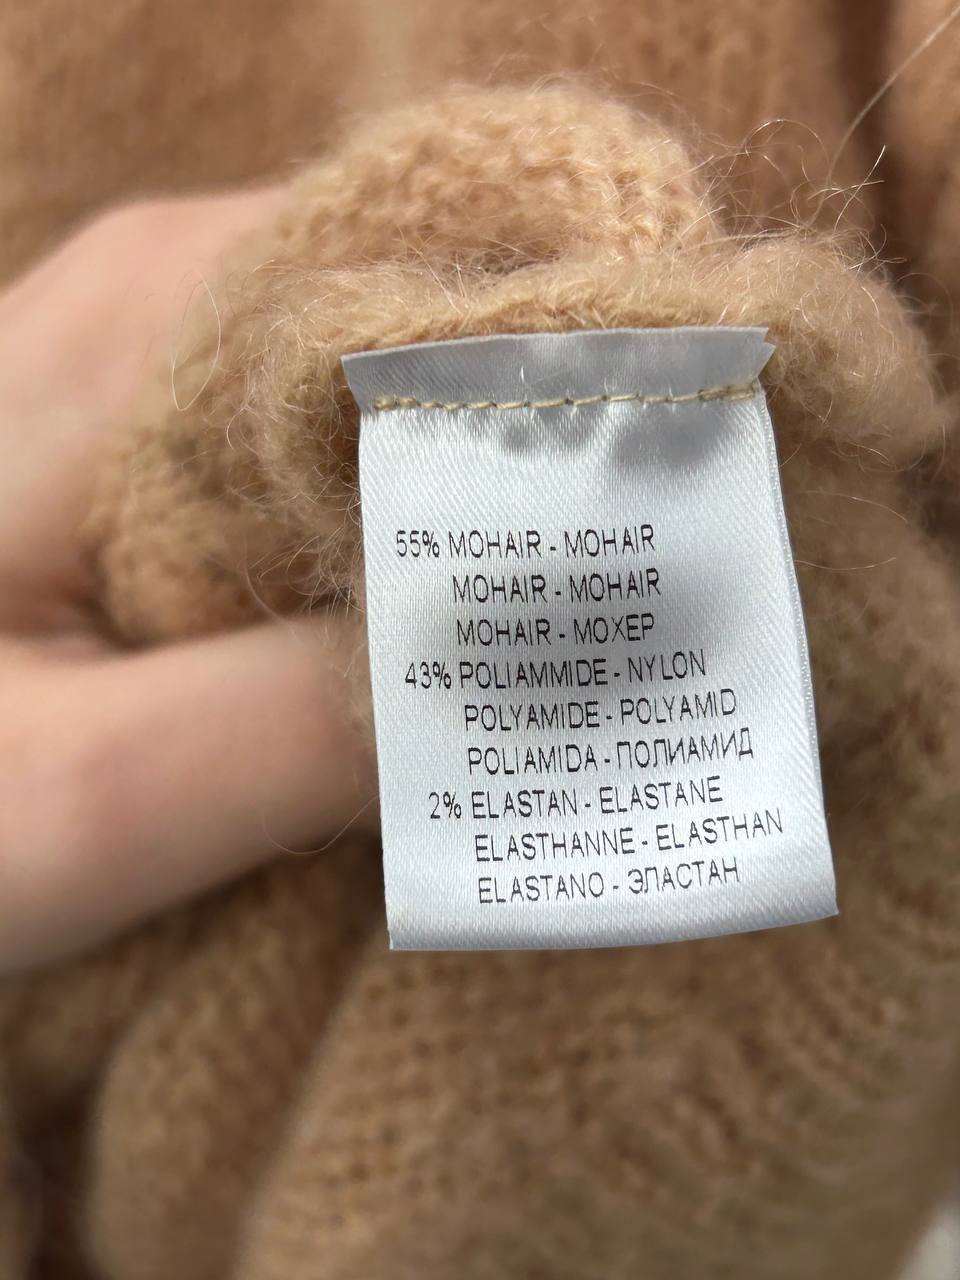 55% MOHAIR - MOHAIR
MOHAIR - MOHAIR
MOHAIR - МОХЕР
43% POLIAMMIDE - NYLON
POLYAMIDE - POLYAMID
POLIAMIDA - ПОЛИАМИД
2% ELASTAN - ELASTANE
ELASTHANNE - ELASTHAN
ELASTANO - ЭЛАСТАН